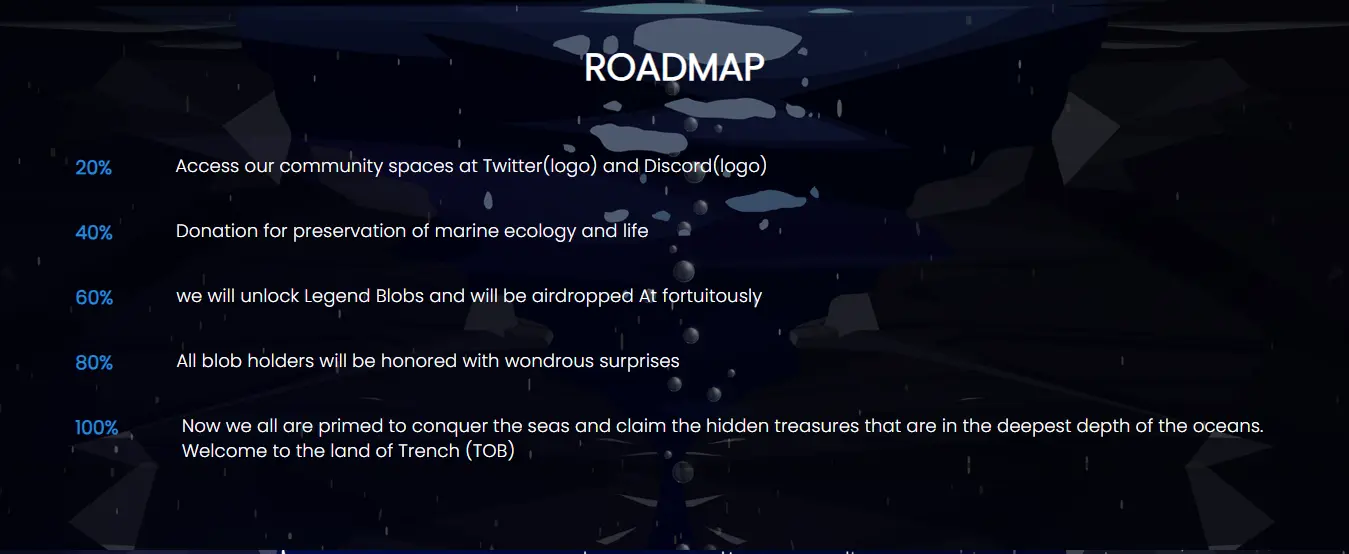 ROADMAP
20% Access our community spaces at Twitter(logo) and Discord(logo)
40% Donation for preservation of marine ecology and life
60% we will unlock Legend Blobs and will be airdropped At fortuitously
80% All blob holders will be honored with wondrous surprises
100% Now we all are primed to conquer the seas and claim the hidden treasures that are in the deepest depth of the oceans.
Welcome to the land of Trench (TOB)